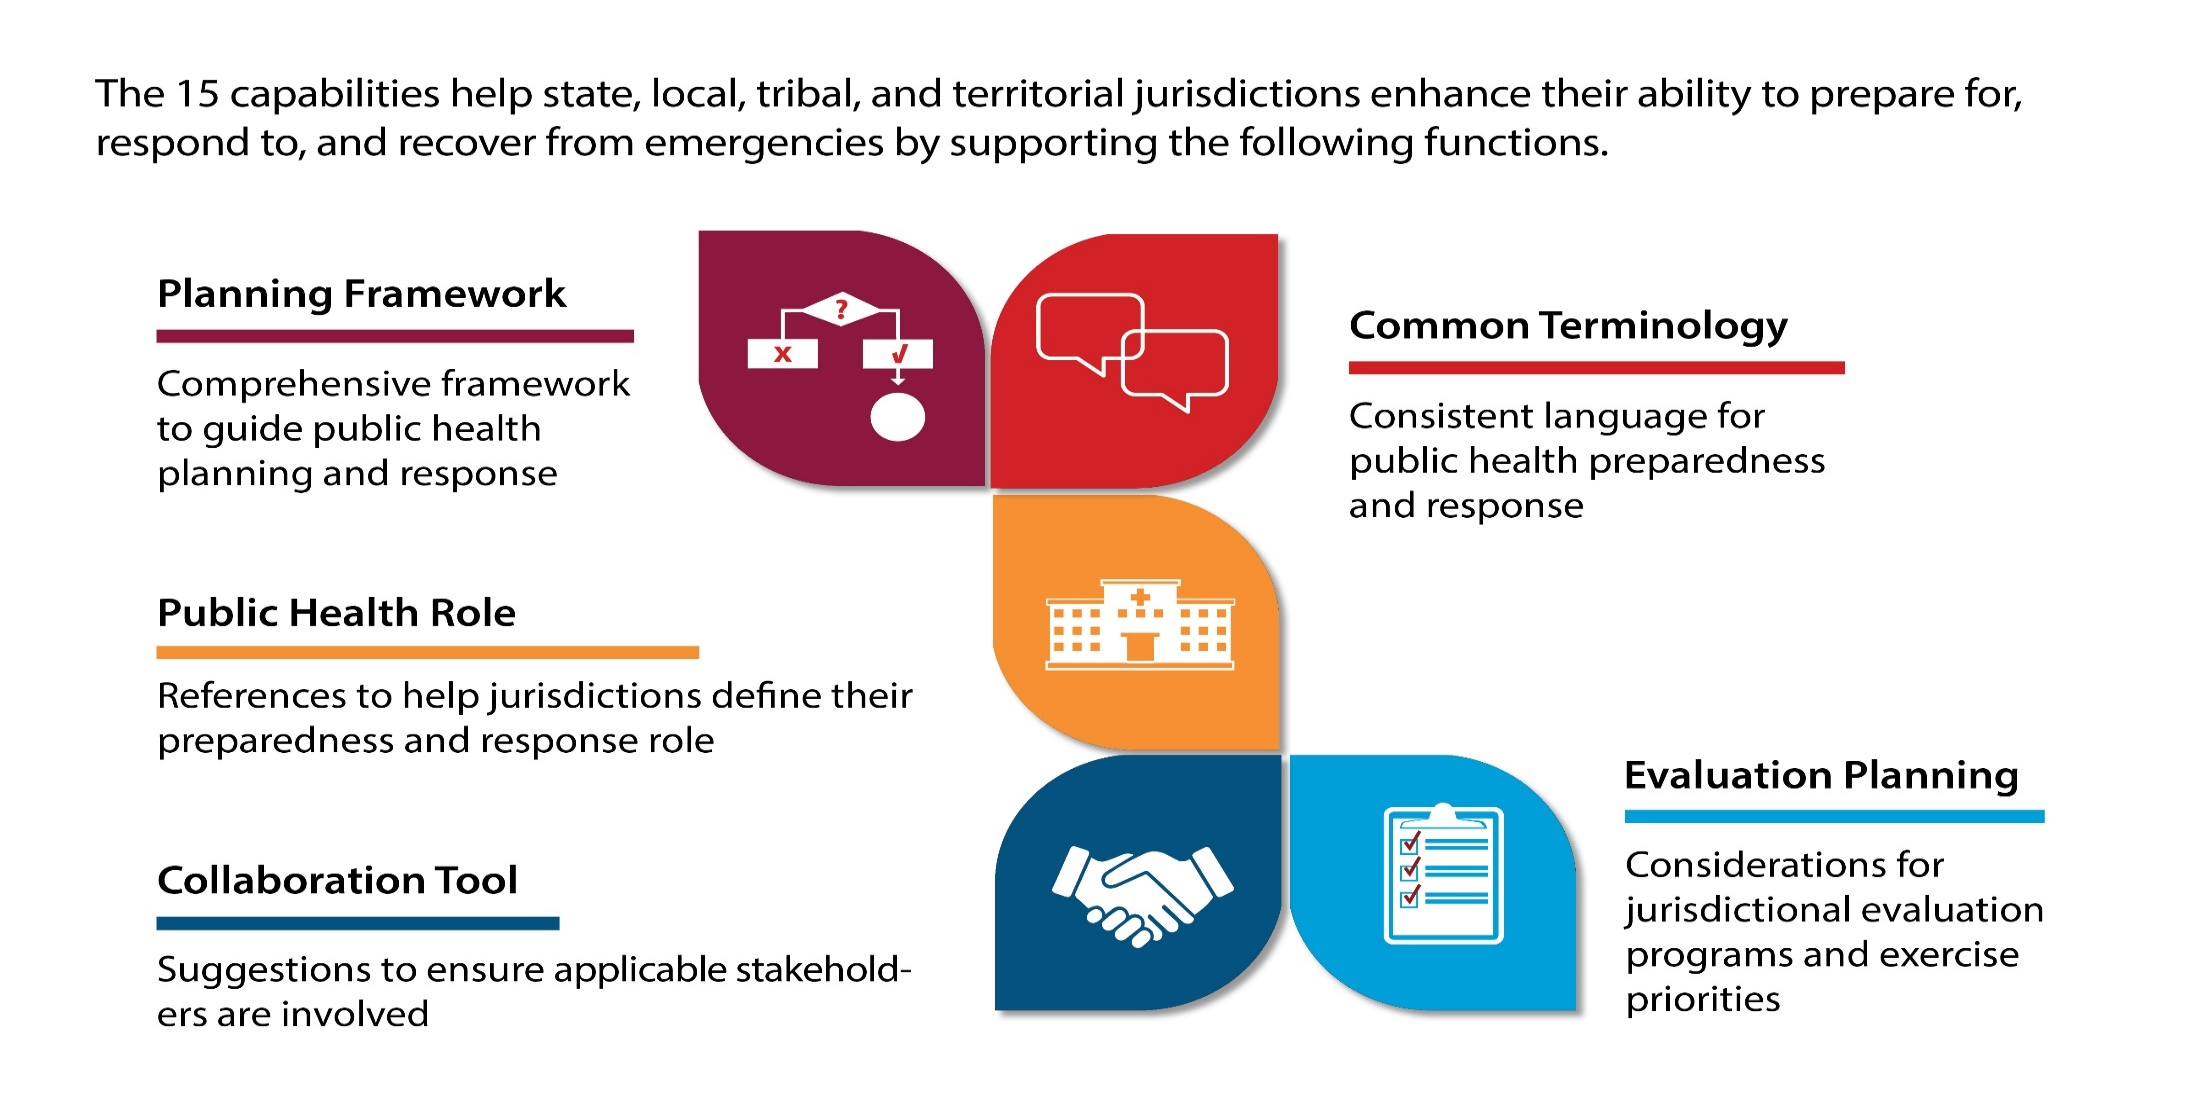 The 15 capabilities help state, local, tribal, and territorial jurisdictions enhance their ability to prepare for,
respond to, and recover from emergencies by supporting the following functions.
Planning Framework
Comprehensive framework
to guide public health
planning and response
?
x
✓
Common Terminology
Consistent language for
public health preparedness
and response
Public Health Role
References to help jurisdictions define their
preparedness and response role
Collaboration Tool
Suggestions to ensure applicable stakehold-
ers are involved
Evaluation Planning
Considerations for
jurisdictional evaluation
programs and exercise
priorities